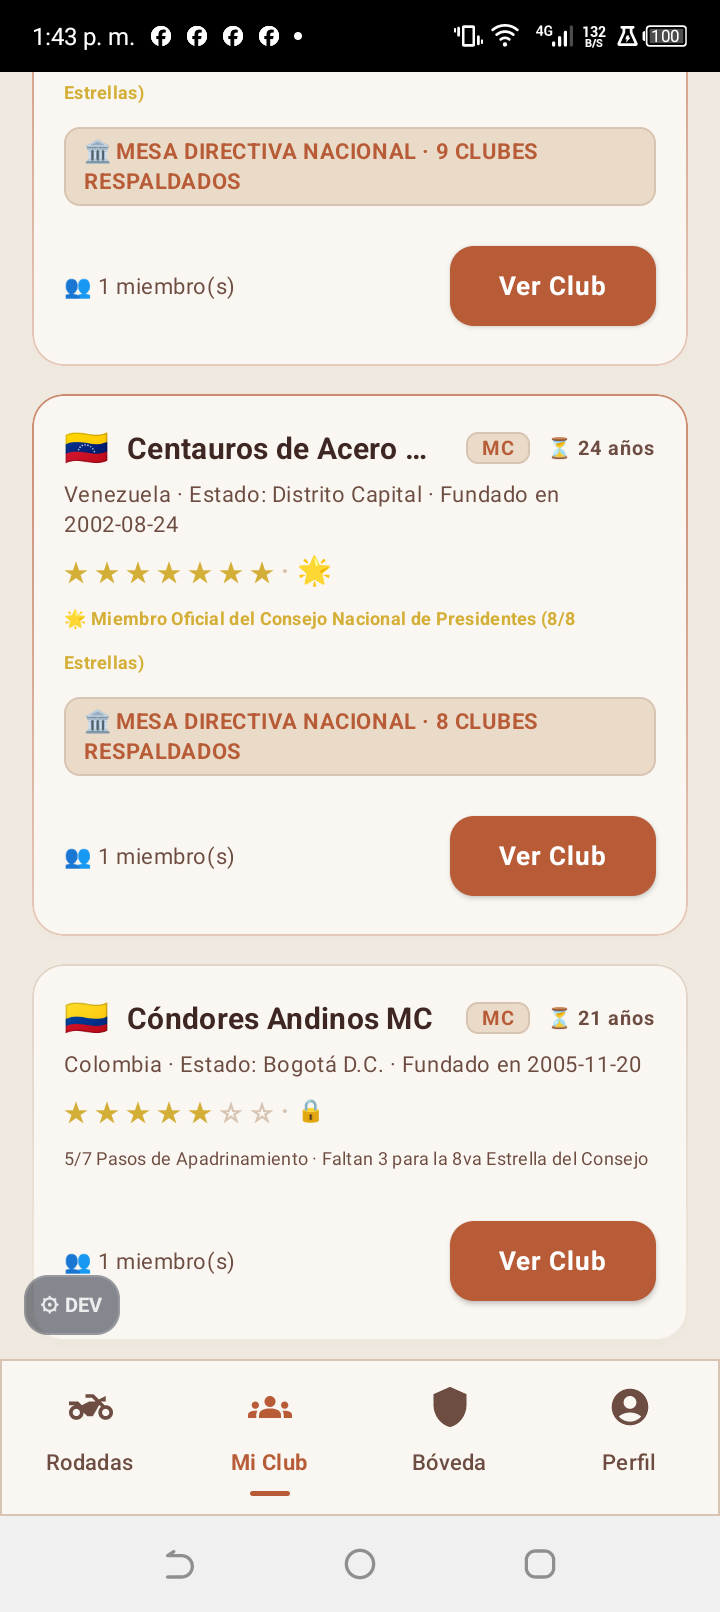 1:43 p. m.
4G
132
B/S
100
Estrellas)
🏛️ MESA DIRECTIVA NACIONAL · 9 CLUBES
RESPALDADOS
👥 1 miembro(s)
Ver Club
🇻🇪 Centauros de Acero ...
MC
⏳ 24 años
Venezuela · Estado: Distrito Capital · Fundado en
2002-08-24
★★★★★★★ · 🌟
🌟 Miembro Oficial del Consejo Nacional de Presidentes (8/8
Estrellas)
🏛️ MESA DIRECTIVA NACIONAL · 8 CLUBES
RESPALDADOS
👥 1 miembro(s)
Ver Club
🇨🇴 Cóndores Andinos MC
MC
⏳ 21 años
Colombia · Estado: Bogotá D.C. · Fundado en 2005-11-20
★★★★★☆☆ · 🔒
5/7 Pasos de Apadrinamiento · Faltan 3 para la 8va Estrella del Consejo
👥 1 miembro(s)
Ver Club
⚙ DEV
Rodadas
Mi Club
Bóveda
Perfil